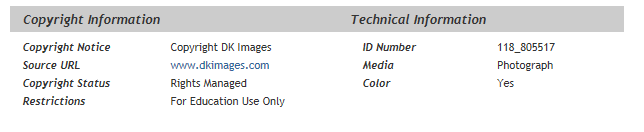 Copyright Information Technical Information
Copyright Notice Copyright DK Images ID Number 118_805517
Source URL www.dkimages.com Media Photograph
Copyright Status Rights Managed Color Yes
Restrictions For Education Use Only